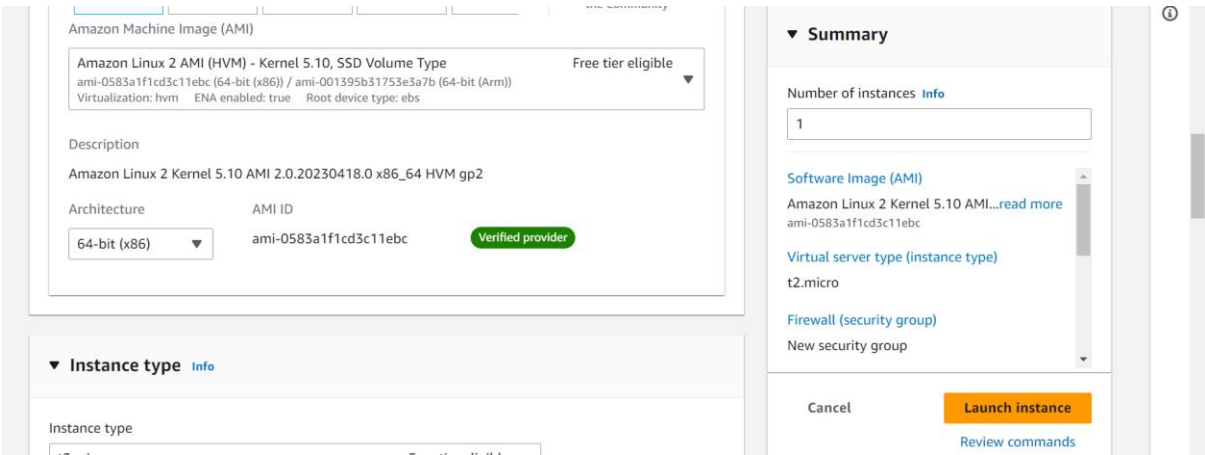 the Community
Amazon Machine Image (AMI)
Amazon Linux 2 AMI (HVM) - Kernel 5.10, SSD Volume Type
Free tier eligible
ami-0583a1f1cd3c11ebc (64-bit (x86)) / ami-001395b31753e3a7b (64-bit (Arm))
Virtualization: hvm ENA enabled: true Root device type: ebs
Description
Amazon Linux 2 Kernel 5.10 AMI 2.0.20230418.0 x86_64 HVM gp2
Architecture
AMI ID
64-bit (x86)
ami-0583a1f1cd3c11ebc
Verified provider
Instance type Info
Instance type
Summary
Number of instances Info
1
Software Image (AMI)
Amazon Linux 2 Kernel 5.10 AMI...read more
ami-0583a1f1cd3c11ebc
Virtual server type (instance type)
t2.micro
Firewall (security group)
New security group
Cancel
Launch instance
Review commands